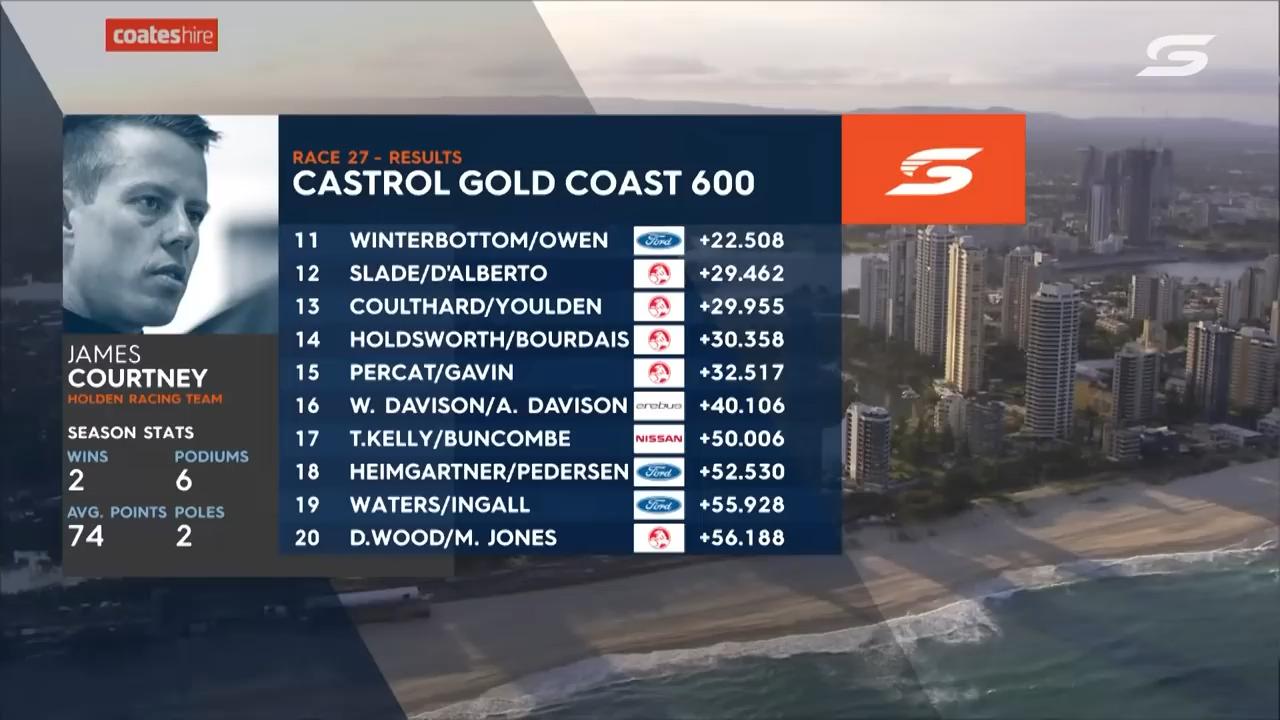 coateshire
RACE 27 - RESULTS
CASTROL GOLD COAST 600
11 WINTERBOTTOM/OWEN Ford +22.508
12 SLADE/D'ALBERTO +29.462
13 COULTHARD/YOULDEN +29.955
14 HOLDSWORTH/BOURDAIS +30.358
15 PERCAT/GAVIN +32.517
16 W. DAVISON/A. DAVISON erebus +40.106
17 T.KELLY/BUNCOMBE NISSAN +50.006
18 HEIMGARTNER/PEDERSEN Ford +52.530
19 WATERS/INGALL Ford +55.928
20 D.WOOD/M. JONES +56.188
JAMES
COURTNEY
HOLDEN RACING TEAM
SEASON STATS
WINS PODIUMS
2 6
AVG. POINTS POLES
74 2